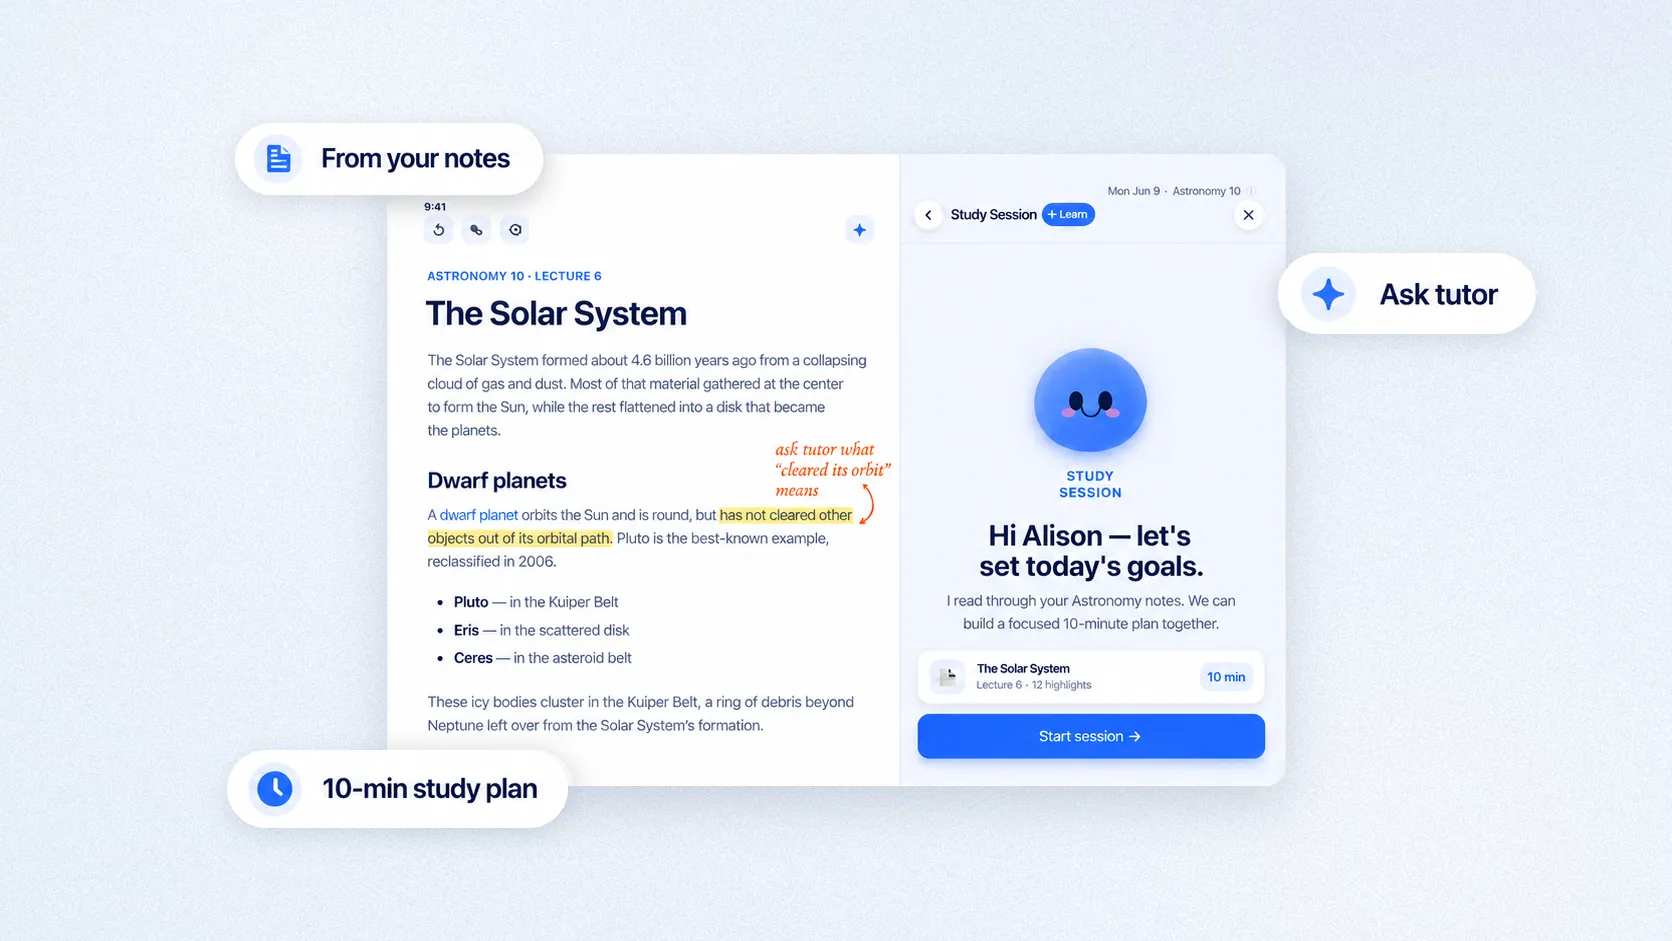 From your notes
9:41
ASTRONOMY 10 · LECTURE 6
The Solar System
The Solar System formed about 4.6 billion years ago from a collapsing
cloud of gas and dust. Most of that material gathered at the center
to form the Sun, while the rest flattened into a disk that became
the planets.
ask tutor what
“cleared its orbit”
means
Dwarf planets
A dwarf planet orbits the Sun and is round, but has not cleared other
objects out of its orbital path. Pluto is the best-known example,
reclassified in 2006.
• Pluto — in the Kuiper Belt
• Eris — in the scattered disk
• Ceres — in the asteroid belt
These icy bodies cluster in the Kuiper Belt, a ring of debris beyond
Neptune left over from the Solar System’s formation.
10-min study plan
Mon Jun 9 · Astronomy 10
Study Session
+ Learn
Ask tutor
STUDY
SESSION
Hi Alison — let's
set today's goals.
I read through your Astronomy notes. We can
build a focused 10-minute plan together.
The Solar System
Lecture 6 · 12 highlights
10 min
Start session →